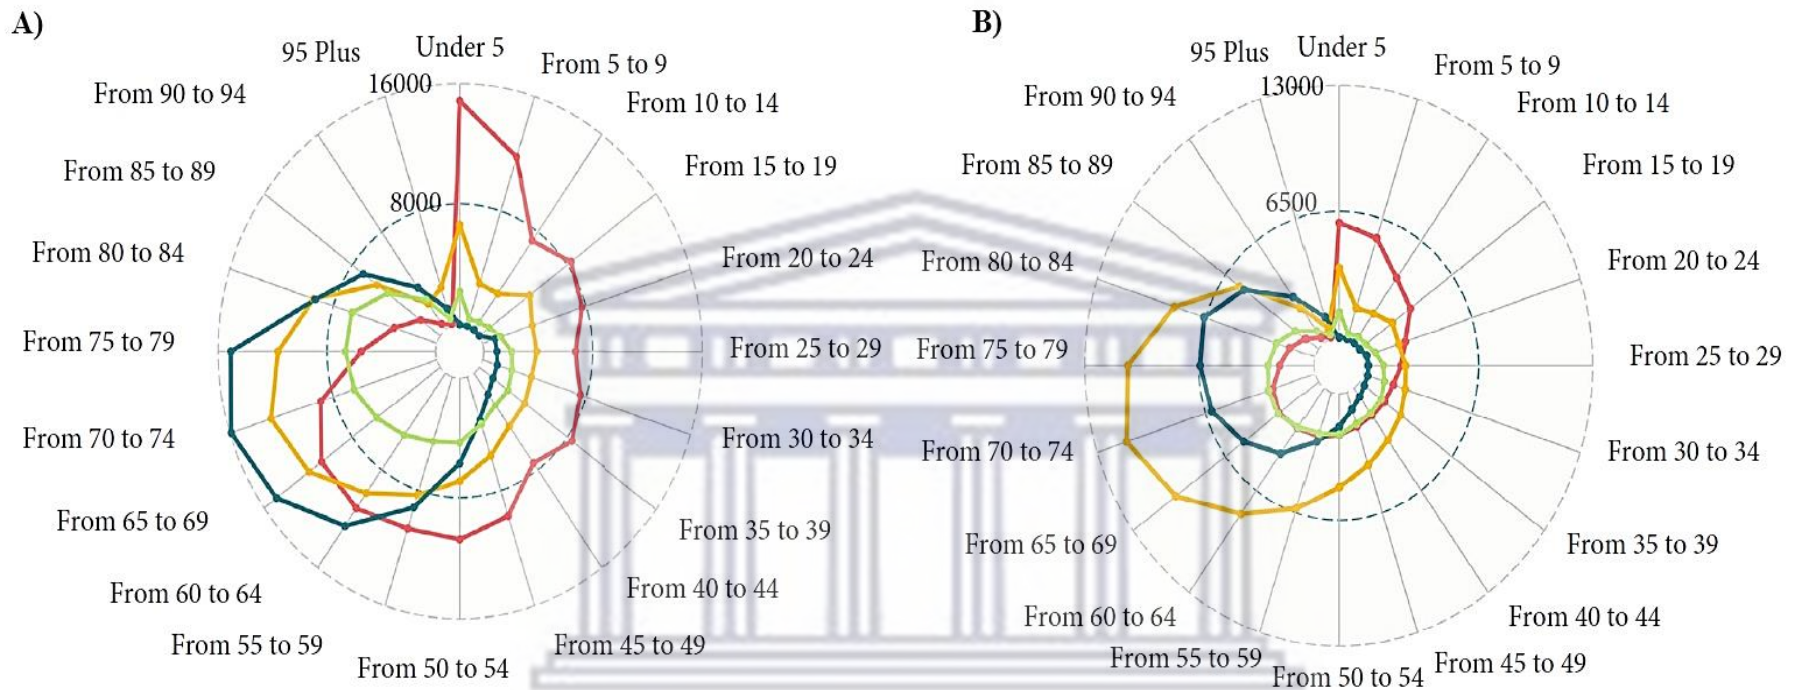 A)
Under 5
From 5 to 9
From 10 to 14
From 15 to 19
From 20 to 24
From 25 to 29
From 30 to 34
From 35 to 39
From 40 to 44
From 45 to 49
From 50 to 54
From 55 to 59
From 60 to 64
From 65 to 69
From 70 to 74
From 75 to 79
From 80 to 84
From 85 to 89
From 90 to 94
95 Plus
16000
8000
B)
Under 5
From 5 to 9
From 10 to 14
From 15 to 19
From 20 to 24
From 25 to 29
From 30 to 34
From 35 to 39
From 40 to 44
From 45 to 49
From 50 to 54
From 55 to 59
From 60 to 64
From 65 to 69
From 70 to 74
From 75 to 79
From 80 to 84
From 85 to 89
From 90 to 94
95 Plus
13000
6500